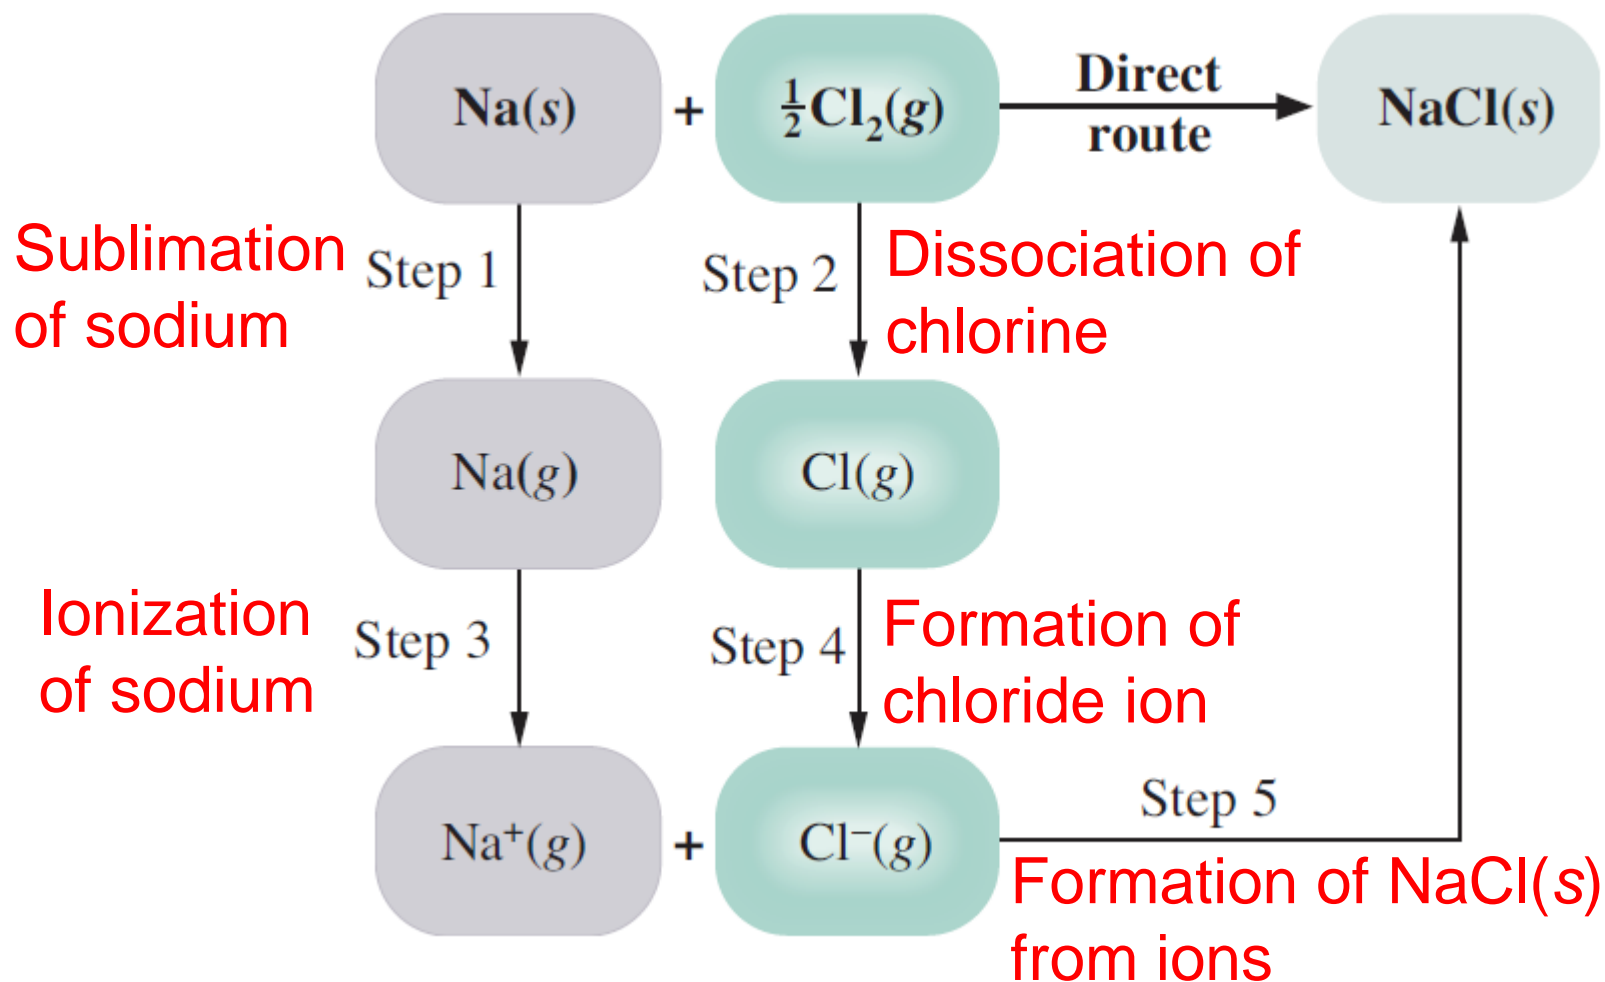 Na(s) + ½Cl₂(g) Direct route NaCl(s)
Sublimation
of sodium
Step 1
Step 2
Dissociation of
chlorine
Na(g)
Cl(g)
Ionization
of sodium
Step 3
Step 4
Formation of
chloride ion
Na⁺(g) + Cl⁻(g)
Step 5
Formation of NaCl(s)
from ions